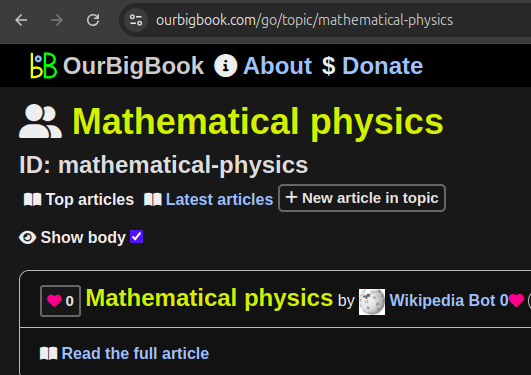 ourbigbook.com/go/topic/mathematical-physics
OurBigBook About $ Donate
Mathematical physics
ID: mathematical-physics
Top articles Latest articles + New article in topic
Show body
0 Mathematical physics by Wikipedia Bot 0 (
Read the full article